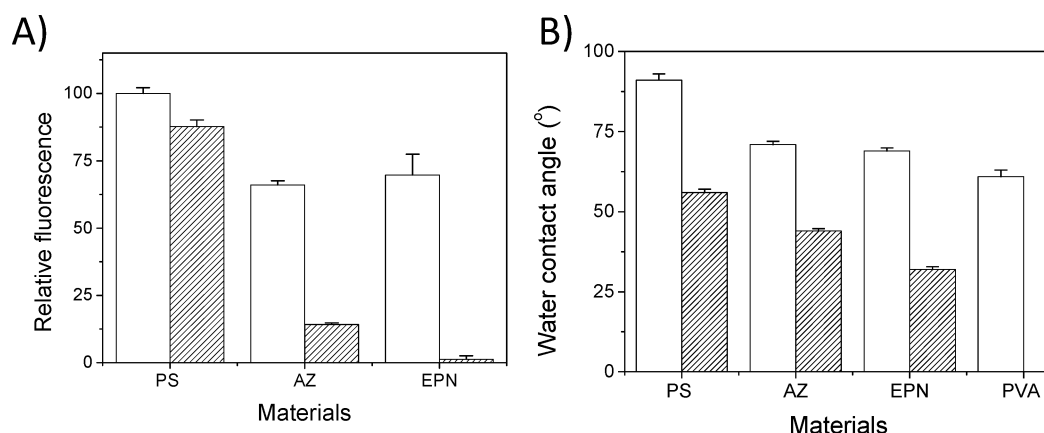 A)
Relative fluorescence
100
75
50
25
0
PS AZ EPN
Materials
B)
Water contact angle (°)
100
75
50
25
0
PS AZ EPN PVA
Materials